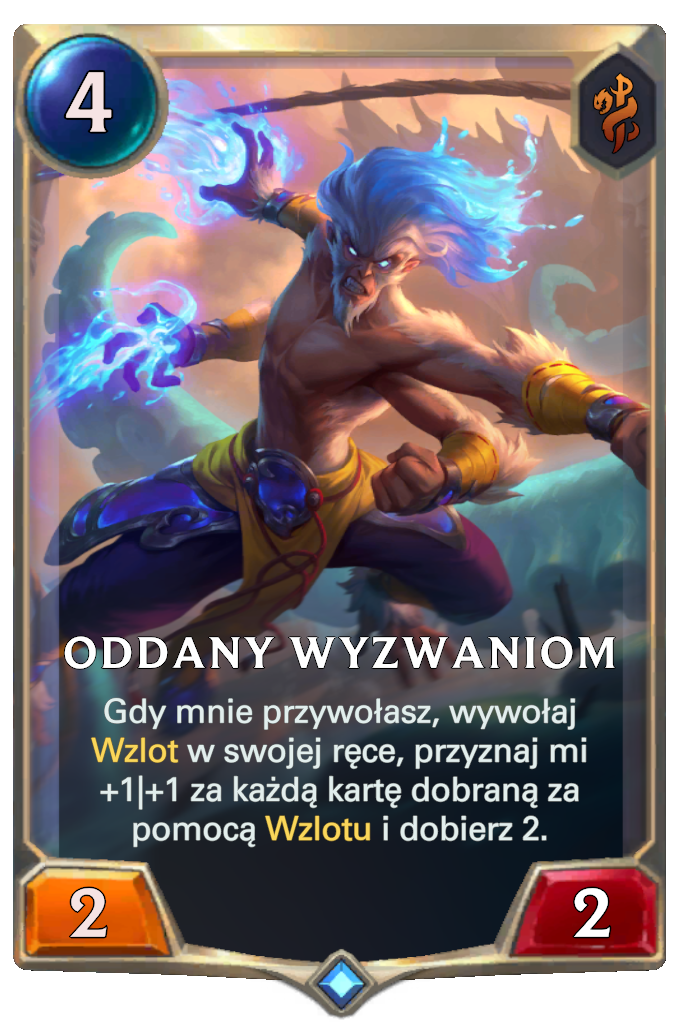 4
ODDANY WYZWANIOM
Gdy mnie przywołasz, wywołaj
Wzlot w swojej ręce, przyznaj mi
+1|+1 za każdą kartę dobraną za
pomocą Wzlotu i dobierz 2.
2
2